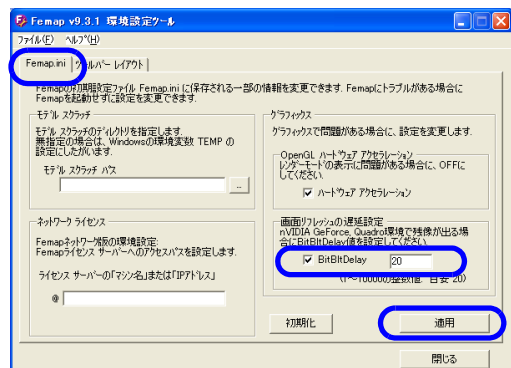 Femap v9.3.1 環境設定ツール
ファイル(F) ヘルプ(H)
Femap.ini ツールバー レイアウト
Femapの初期設定ファイル Femap.ini に保存される一部の情報を変更できます. Femapにトラブルがある場合に
Femapを起動せずに設定を変更できます.
モデル スクラッチ
モデル スクラッチのディレクトリを指定します.
無指定の場合は、Windowsの環境変数 TEMP の
設定にしたがいます.
モデル スクラッチ パス
...
ネットワーク ライセンス
Femapネットワーク版の環境設定:
Femapライセンス サーバーへのアクセスパスを設定します.
ライセンス サーバーの「マシン名」または「IPアドレス」
@
グラフィックス
グラフィックスで問題がある場合に、設定を変更します.
OpenGL ハードウェア アクセラレーション
レンダーモードの表示に問題がある場合に、OFFに
してください.
ハードウェア アクセラレーション
画面リフレッシュの遅延設定
nVIDIA GeForce, Quadro環境で残像が出る場
合にBitBltDelay値を設定してください.
BitBltDelay 20
(1～100000の整数値. 目安 20)
初期化 適用
閉じる